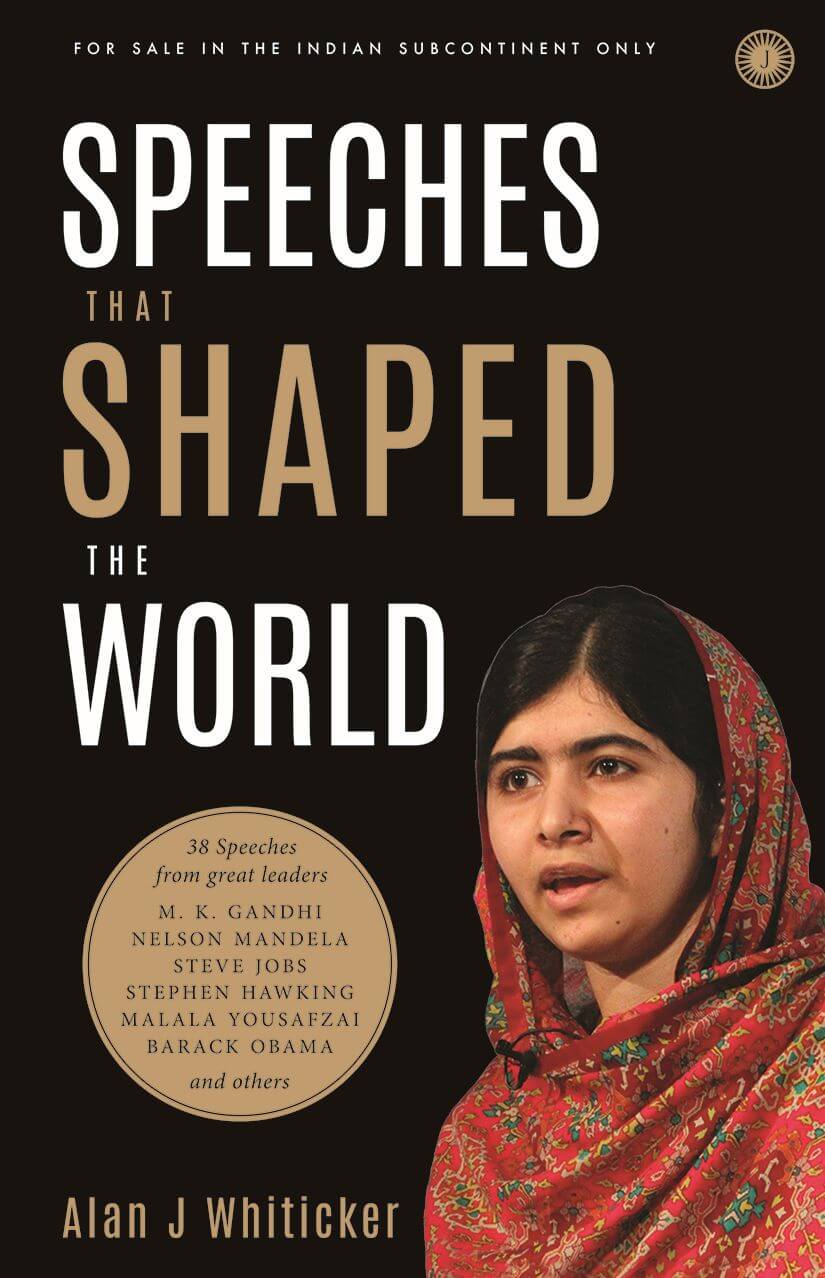 FOR SALE IN THE INDIAN SUBCONTINENT ONLY
J
SPEECHES
THAT
SHAPED
THE
WORLD
38 Speeches
from great leaders
M. K. GANDHI
NELSON MANDELA
STEVE JOBS
STEPHEN HAWKING
MALALA YOUSAFZAI
BARACK OBAMA
and others
Alan J Whiticker